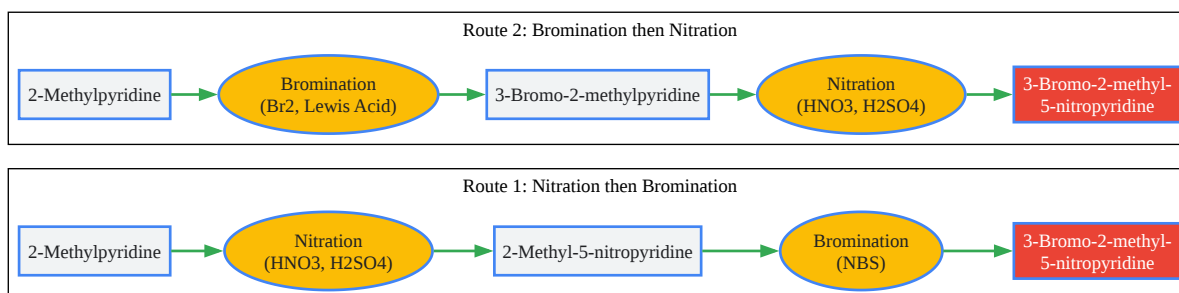 Route 2: Bromination then Nitration
2-Methylpyridine
Bromination
(Br2, Lewis Acid)
3-Bromo-2-methylpyridine
Nitration
(HNO3, H2SO4)
3-Bromo-2-methyl-
5-nitropyridine
Route 1: Nitration then Bromination
2-Methylpyridine
Nitration
(HNO3, H2SO4)
2-Methyl-5-nitropyridine
Bromination
(NBS)
3-Bromo-2-methyl-
5-nitropyridine